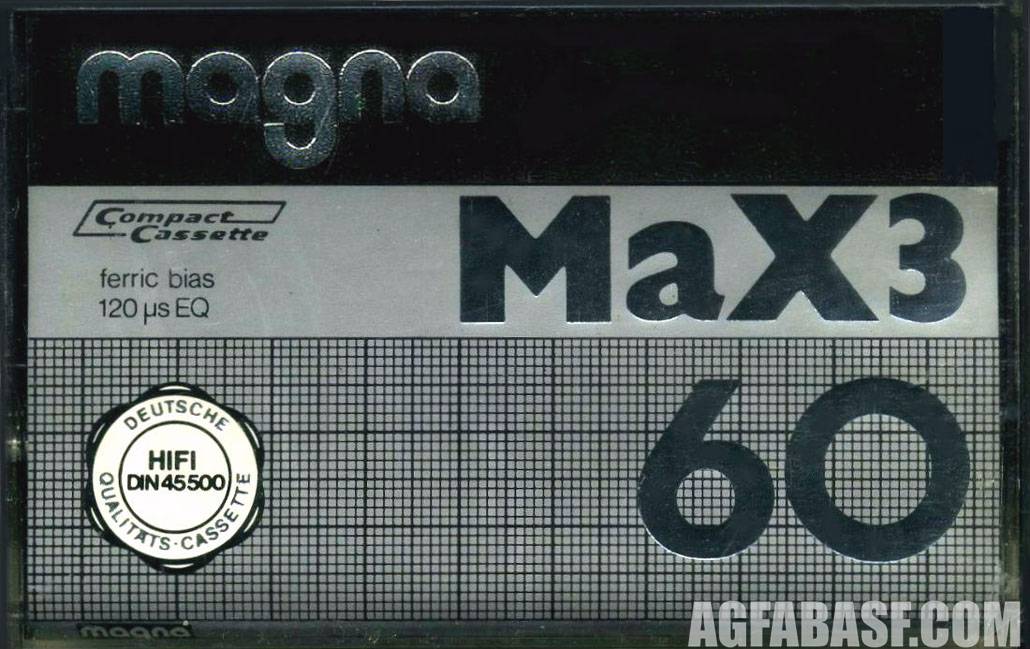 magna
Compact
Cassette
MaX3
ferric bias
120 µs EQ
60
DEUTSCHE
HIFI
DIN 45500
QUALITÄTS-CASSETTE
magna
AGFABASF.COM